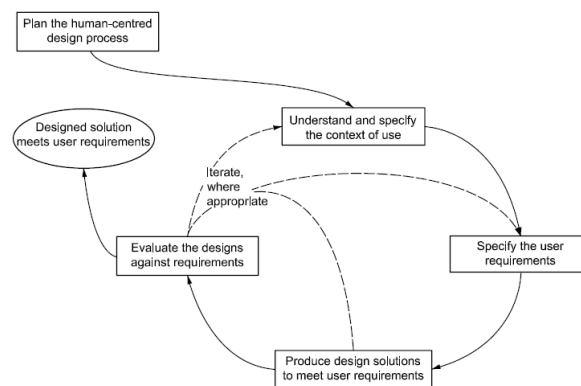 Plan the human-centred
design process
Understand and specify
the context of use
Designed solution
meets user requirements
Iterate,
where
appropriate
Evaluate the designs
against requirements
Specify the user
requirements
Produce design solutions
to meet user requirements